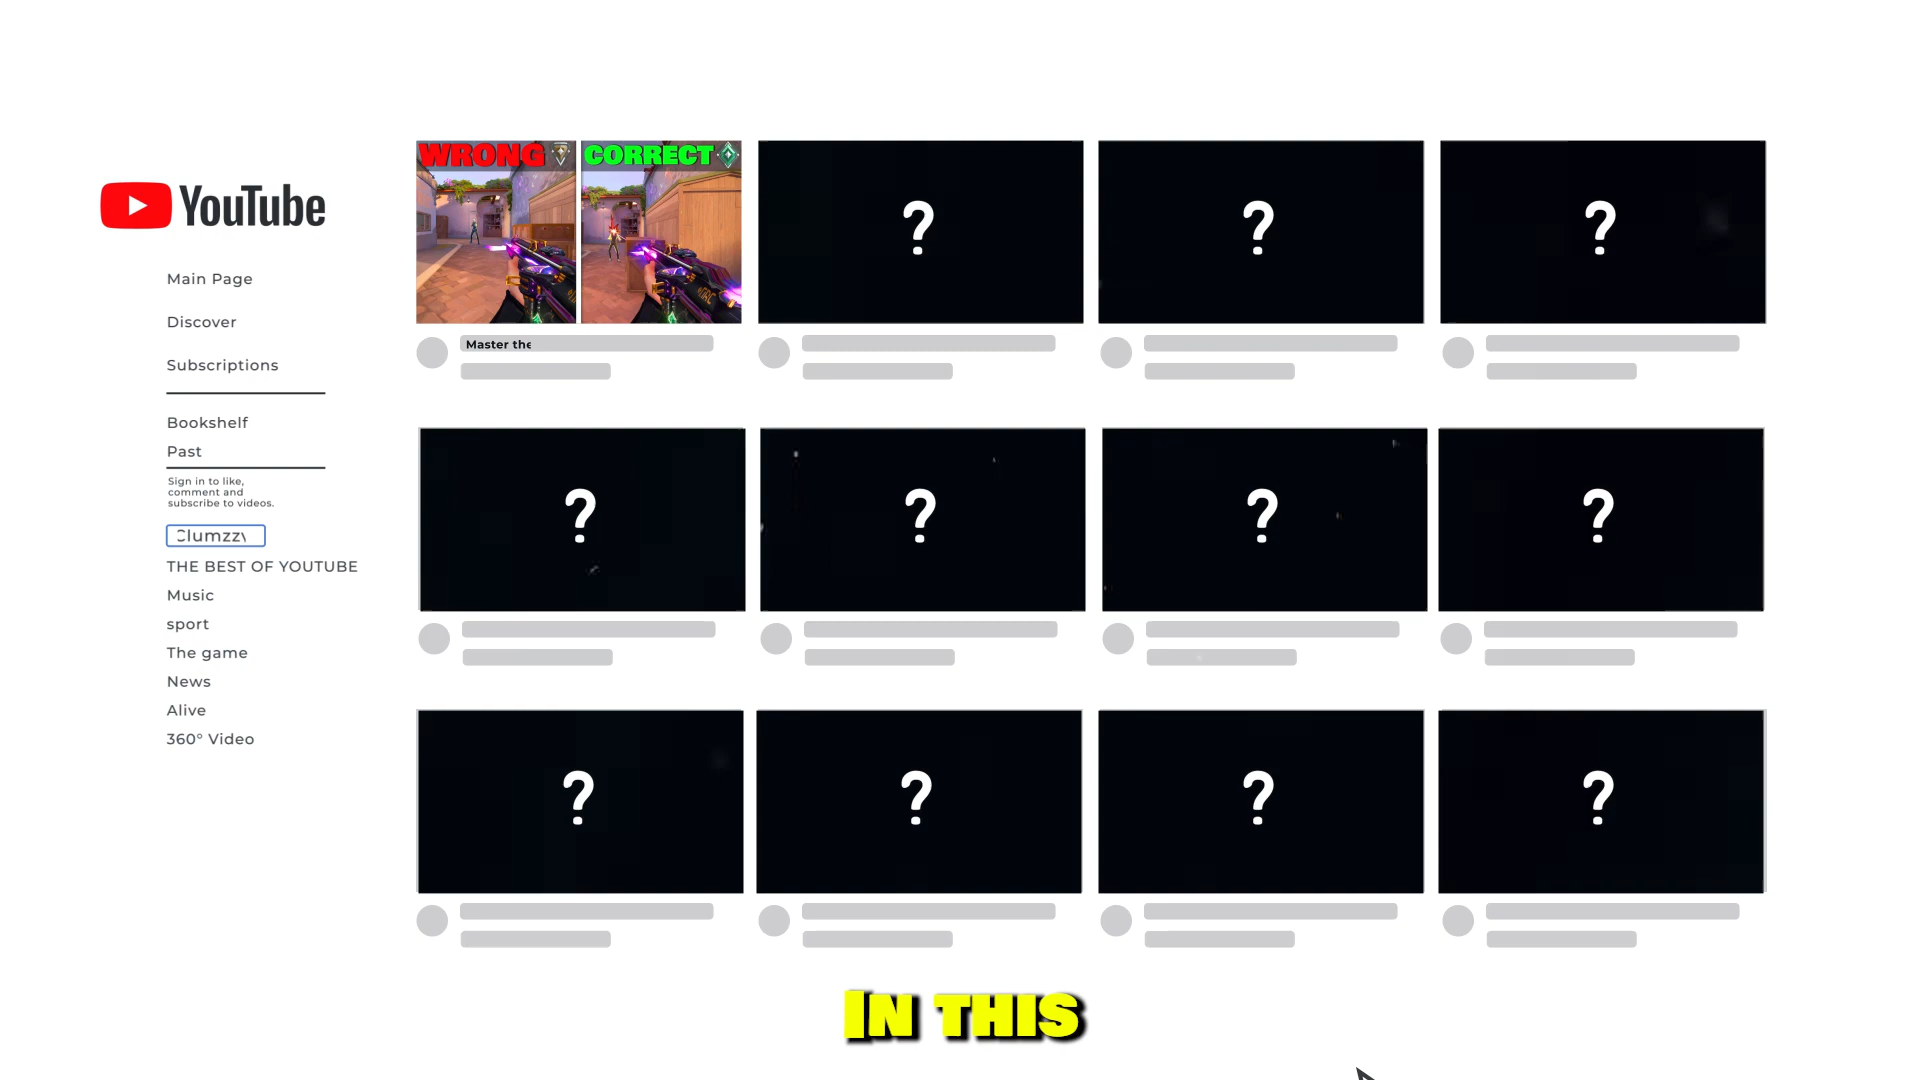 YouTube
Main Page
Discover
Subscriptions
Bookshelf
Past
Sign in to like,
comment and
subscribe to videos.
Clumzzy
THE BEST OF YOUTUBE
Music
sport
The game
News
Alive
360° Video
WRONG
CORRECT
Master the
?
?
?
?
?
?
?
?
?
?
?
IN THIS